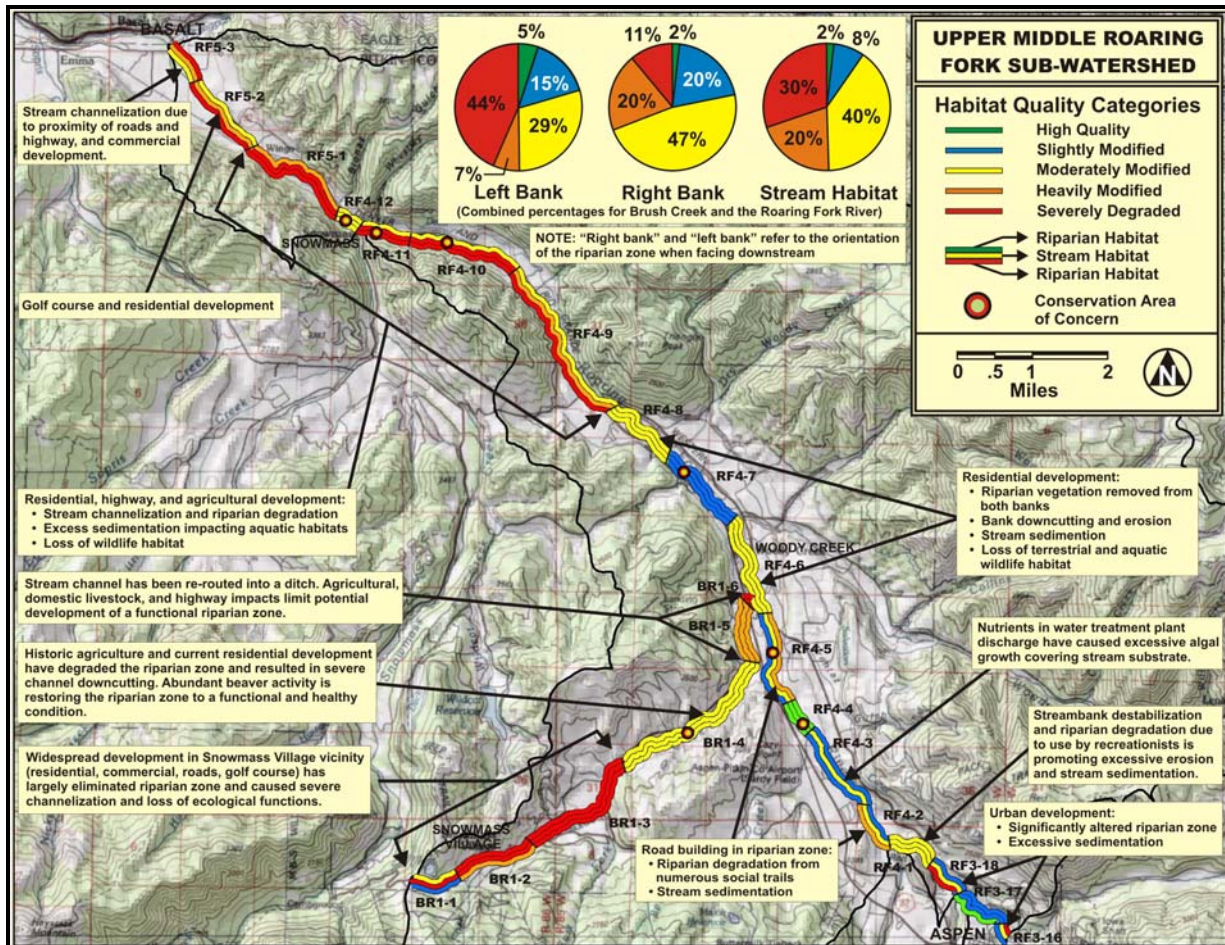 UPPER MIDDLE ROARING
FORK SUB-WATERSHED
Habitat Quality Categories
High Quality
Slightly Modified
Moderately Modified
Heavily Modified
Severely Degraded
Riparian Habitat
Stream Habitat
Riparian Habitat
Conservation Area
of Concern
0 .5 1 2
Miles
N
5%
15%
29%
7%
44%
Left Bank
2%
20%
47%
20%
11%
Right Bank
2%
8%
40%
20%
30%
Stream Habitat
(Combined percentages for Brush Creek and the Roaring Fork River)
NOTE: “Right bank” and “left bank” refer to the orientation
of the riparian zone when facing downstream
BASALT
Emma
RF5-3
RF5-2
Stream channelization due
to proximity of roads and
highway, and commercial
development.
Wingo
RF5-1
RF4-12
SNOWMASS
RF4-11
RF4-10
Golf course and residential development
RF4-9
RF4-8
RF4-7
Residential, highway, and agricultural development:
• Stream channelization and riparian degradation
• Excess sedimentation impacting aquatic habitats
• Loss of wildlife habitat
Residential development:
• Riparian vegetation removed from
both banks
• Bank downcutting and erosion
• Stream sedimention
• Loss of terrestrial and aquatic
wildlife habitat
WOODY CREEK
RF4-6
Stream channel has been re-routed into a ditch. Agricultural,
domestic livestock, and highway impacts limit potential
development of a functional riparian zone.
BR1-6
BR1-5
RF4-5
Nutrients in water treatment plant
discharge have caused excessive algal
growth covering stream substrate.
Historic agriculture and current residential development
have degraded the riparian zone and resulted in severe
channel downcutting. Abundant beaver activity is
restoring the riparian zone to a functional and healthy
condition.
RF4-4
RF4-3
BR1-4
Streambank destabilization
and riparian degradation due
to use by recreationists is
promoting excessive erosion
and stream sedimentation.
Widespread development in Snowmass Village vicinity
(residential, commercial, roads, golf course) has
largely eliminated riparian zone and caused severe
channelization and loss of ecological functions.
RF4-2
BR1-3
Urban development:
• Significantly altered riparian zone
• Excessive sedimentation
SNOWMASS
VILLAGE
Road building in riparian zone:
• Riparian degradation from
numerous social trails
• Stream sedimentation
RF4-1
BR1-2
BR1-1
RF3-18
RF3-17
ASPEN
RF3-16